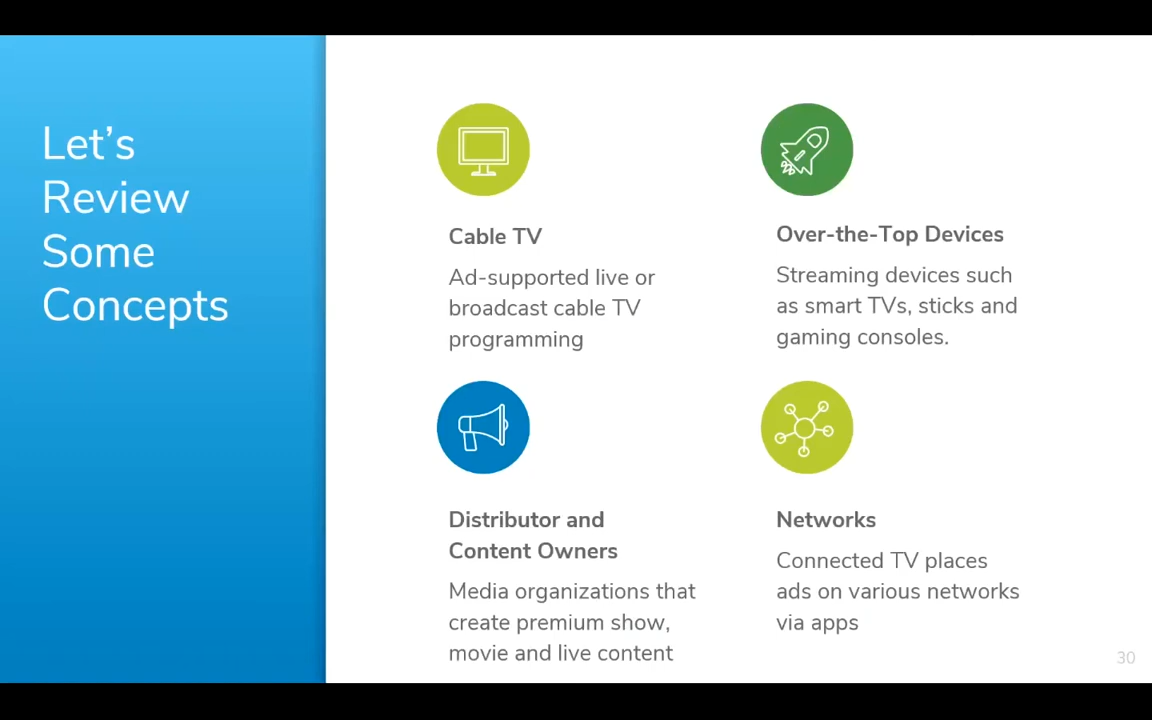 Let’s
Review
Some
Concepts
Cable TV
Ad-supported live or
broadcast cable TV
programming
Over-the-Top Devices
Streaming devices such
as smart TVs, sticks and
gaming consoles.
Distributor and
Content Owners
Media organizations that
create premium show,
movie and live content
Networks
Connected TV places
ads on various networks
via apps
30